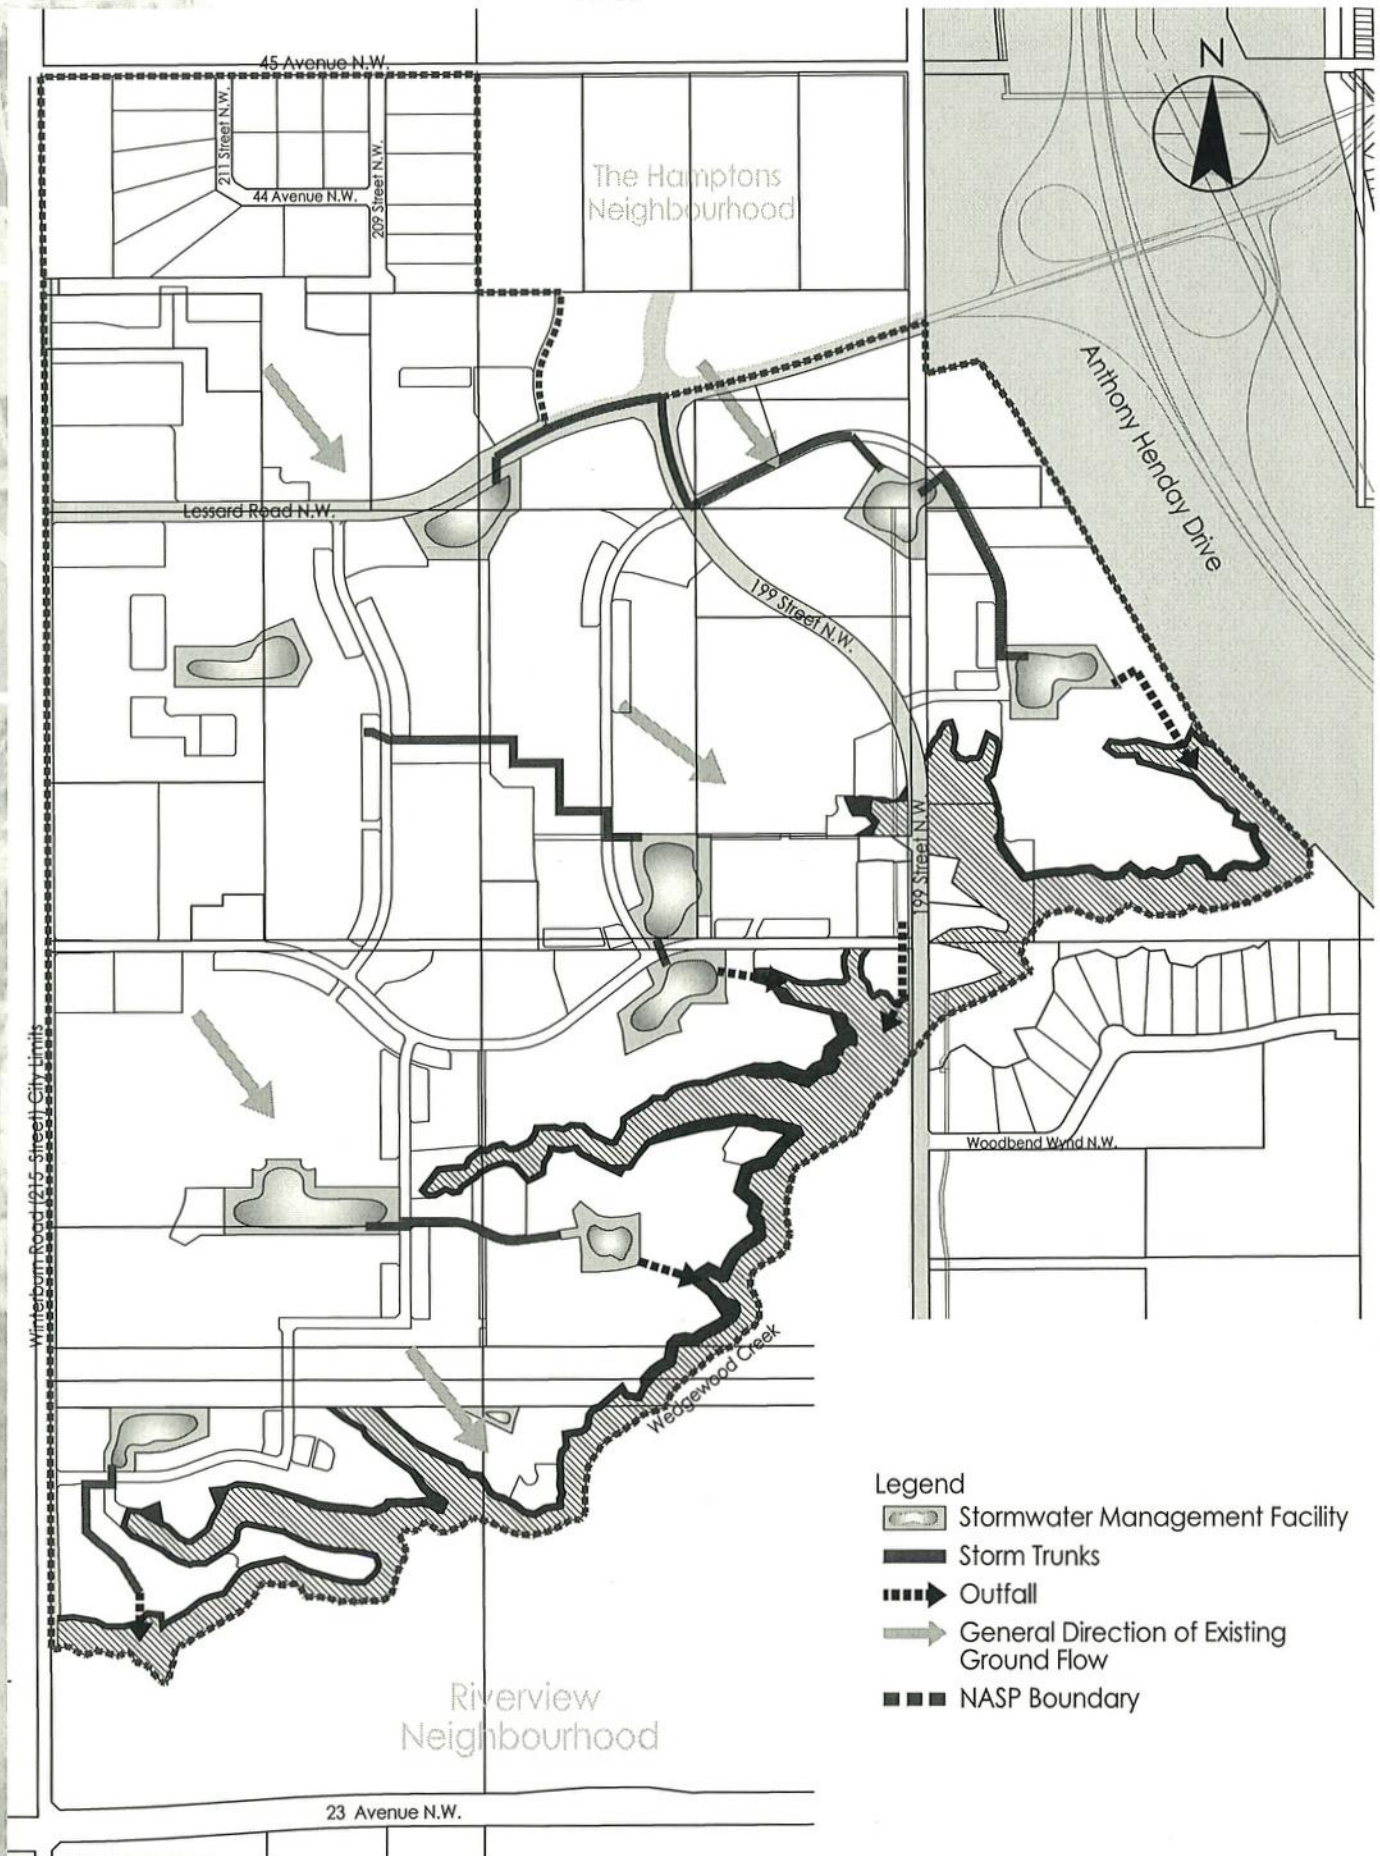 45 Avenue N.W.
N
211 Street N.W.
44 Avenue N.W.
209 Street N.W.
The Hamptons
Neighbourhood
Anthony Henday Drive
Lessard Road N.W.
199 Street N.W.
199 Street N.W.
Winterburn Road (215 Street) City Limits
Woodbend Wynd N.W.
Wedgewood Creek
Legend
Stormwater Management Facility
Storm Trunks
Outfall
General Direction of Existing
Ground Flow
NASP Boundary
Riverview
Neighbourhood
23 Avenue N.W.